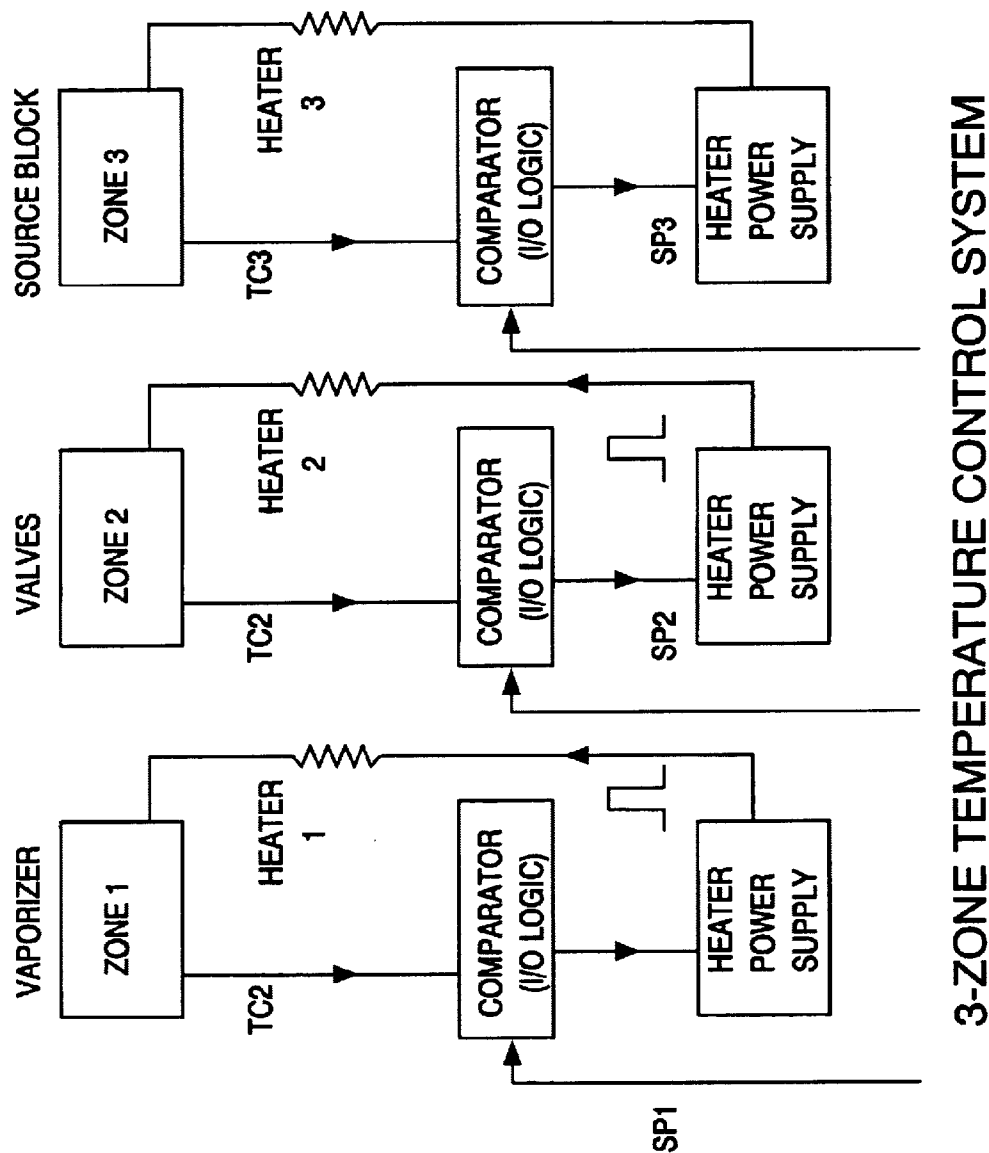 VAPORIZER
ZONE 1
TC2
HEATER
1
COMPARATOR
(I/O LOGIC)
SP1
HEATER
POWER
SUPPLY
VALVES
ZONE 2
TC2
HEATER
2
COMPARATOR
(I/O LOGIC)
SP2
HEATER
POWER
SUPPLY
SOURCE BLOCK
ZONE 3
TC3
HEATER
3
COMPARATOR
(I/O LOGIC)
SP3
HEATER
POWER
SUPPLY
3-ZONE TEMPERATURE CONTROL SYSTEM